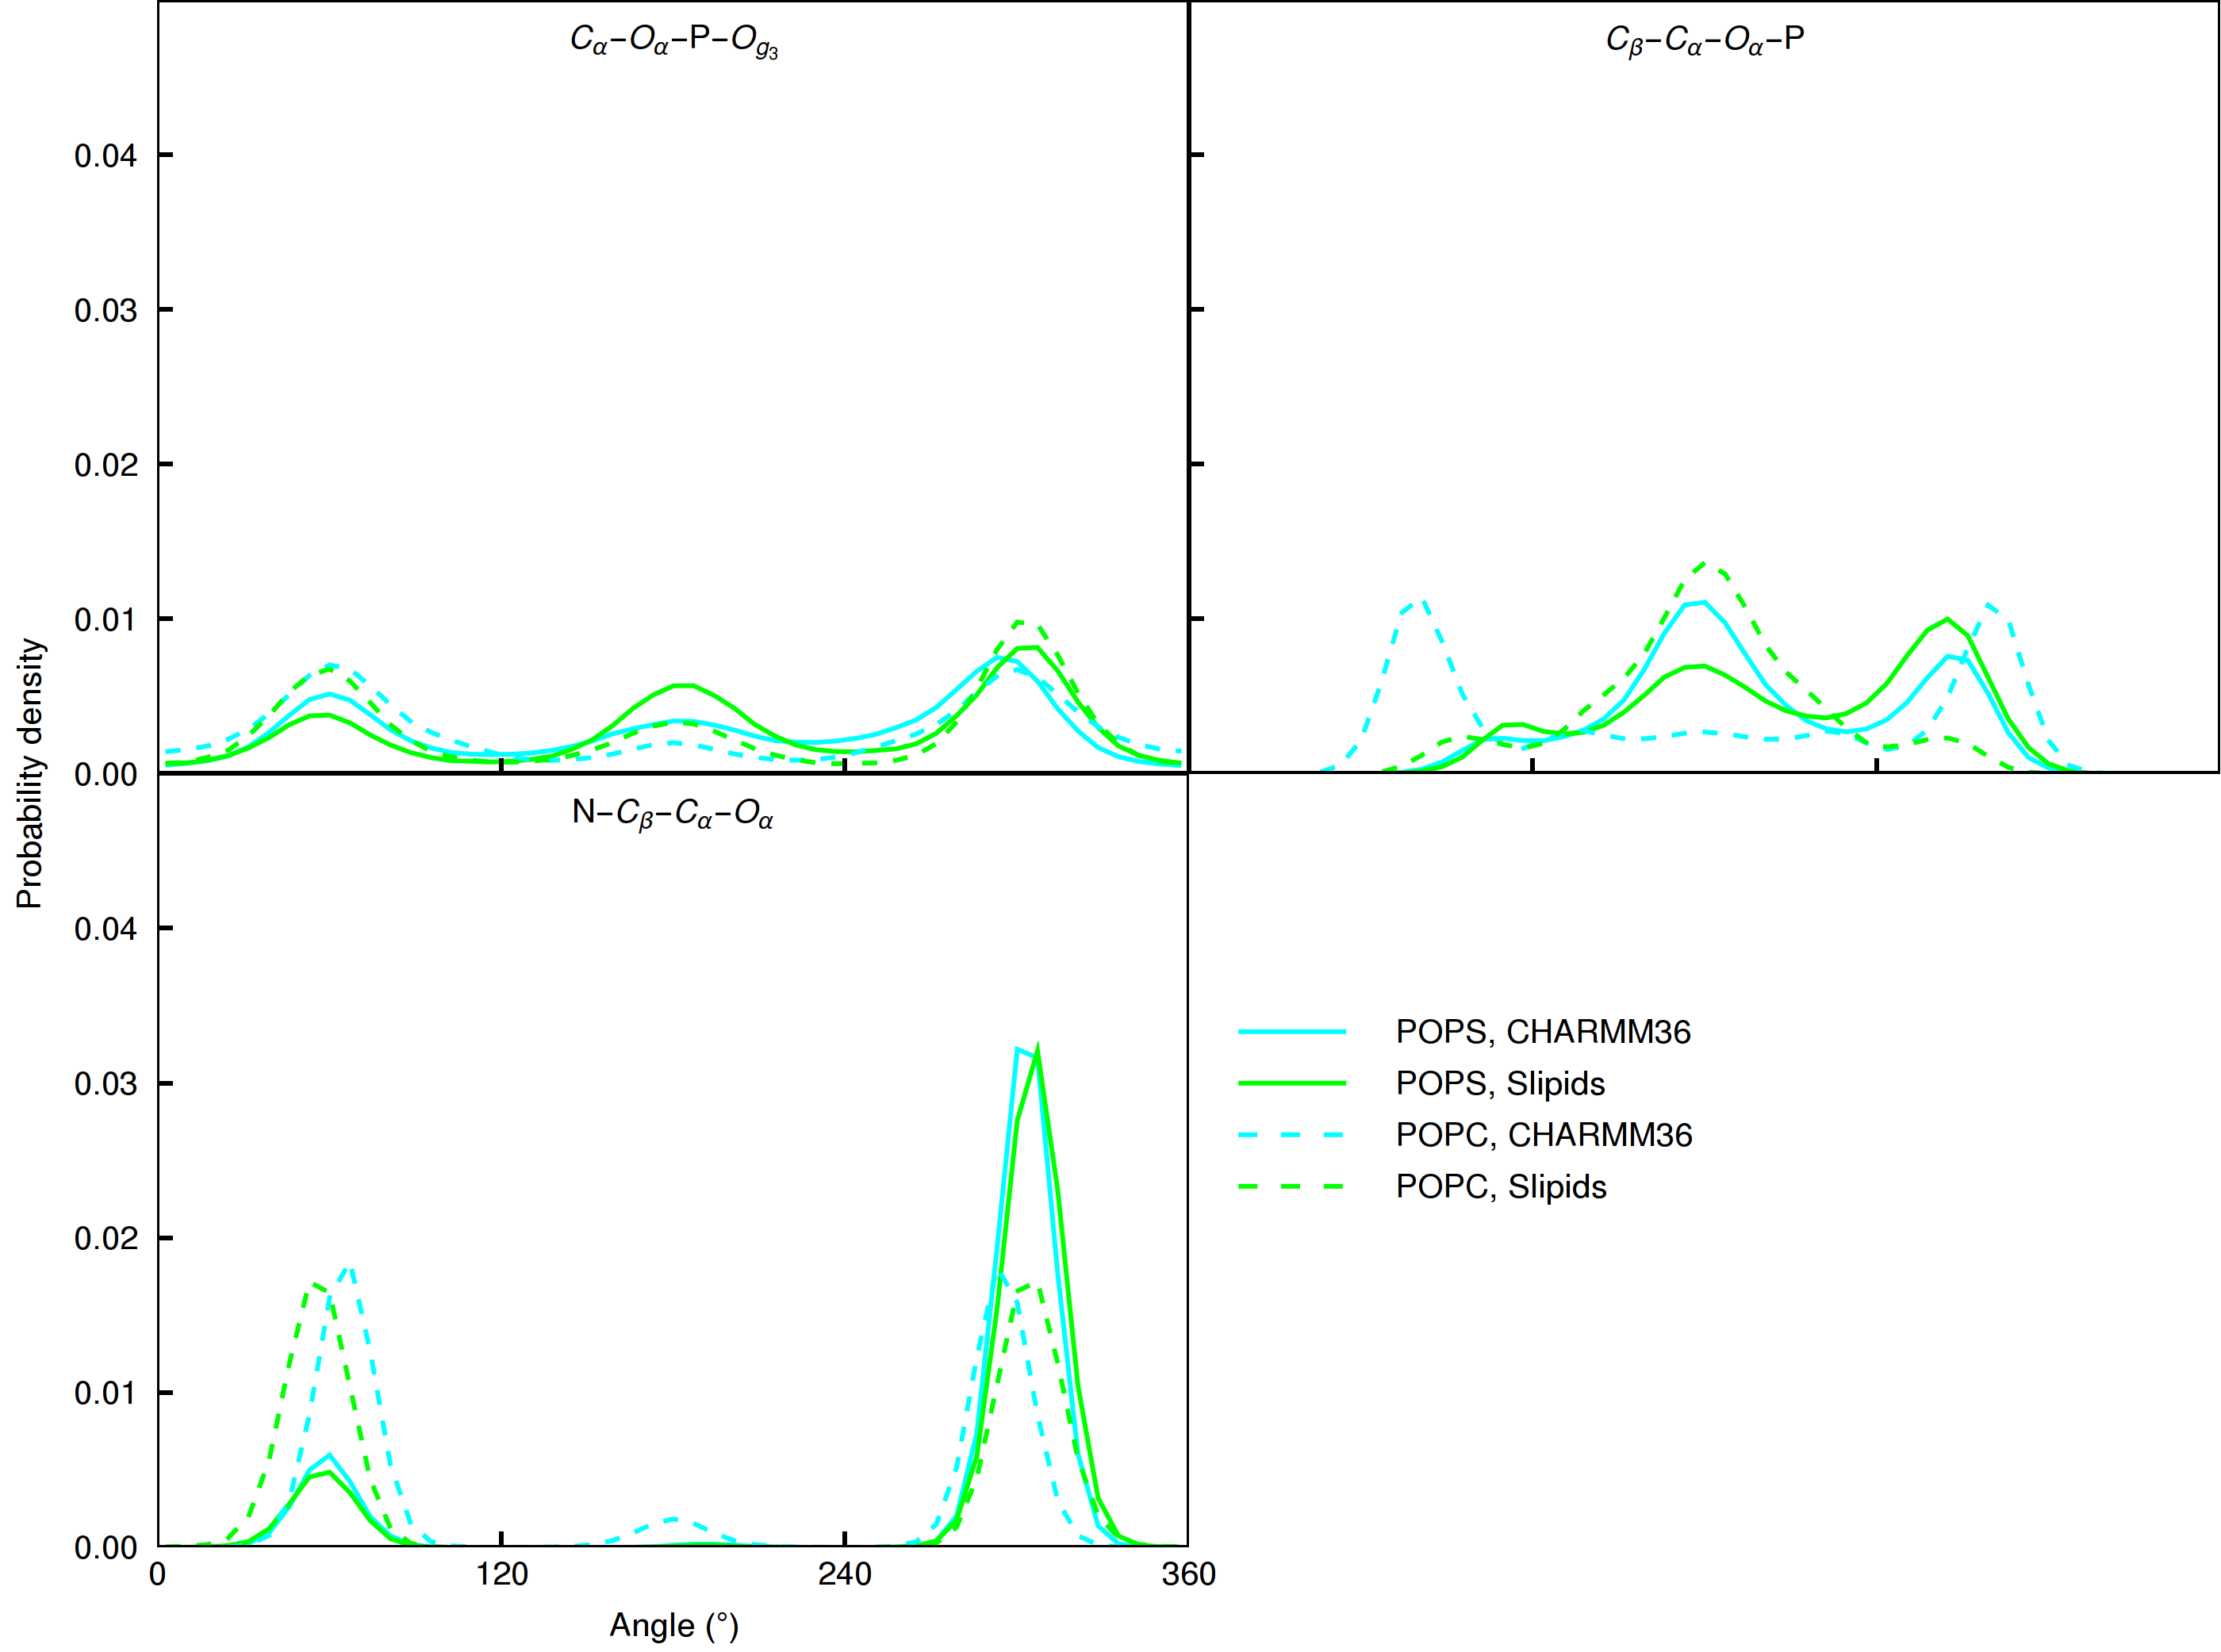 Cα−Oα−P−Og3
Cβ−Cα−Oα−P
0.04
0.03
0.02
0.01
0.00
Probability density
N−Cβ−Cα−Oα
0.04
0.03
0.02
0.01
0.00
POPS, CHARMM36
POPS, Slipids
POPC, CHARMM36
POPC, Slipids
0 120 240 360
Angle (°)